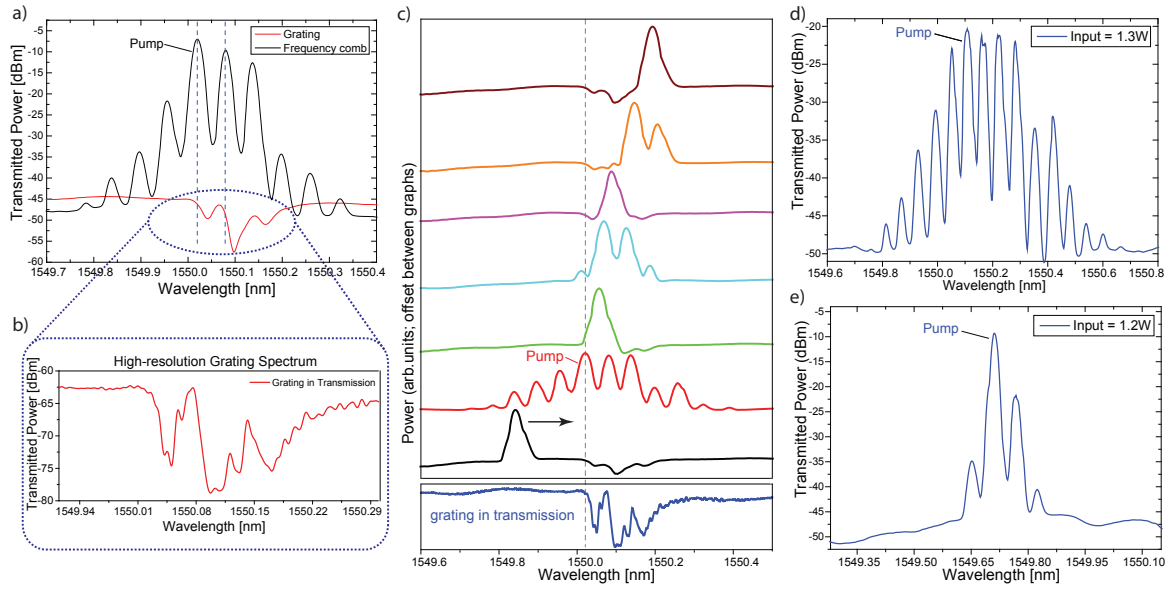 a)
Transmitted Power [dBm]
-5
-10
-15
-20
-25
-30
-35
-40
-45
-50
-55
-60
Pump
Grating
Frequency comb
1549.7 1549.8 1549.9 1550.0 1550.1 1550.2 1550.3 1550.4
Wavelength [nm]
b)
High-resolution Grating Spectrum
Transmitted Power [dBm]
-60
-65
-70
-75
-80
Grating in Transmission
1549.94 1550.01 1550.08 1550.15 1550.22 1550.29
Wavelength [nm]
c)
Power (arb.units; offset between graphs)
Pump
grating in transmission
1549.6 1549.8 1550.0 1550.2 1550.4
Wavelength [nm]
d)
Transmitted Power (dBm)
-20
-25
-30
-35
-45
-50
Pump
Input = 1.3W
1549.6 1549.8 1550.0 1550.2 1550.4 1550.6 1550.8
Wavelength [nm]
e)
Transmitted Power (dBm)
-5
-10
-15
-20
-25
-30
-35
-40
-45
-50
Pump
Input = 1.2W
1549.35 1549.50 1549.65 1549.80 1549.95 1550.10
Wavelength [nm]